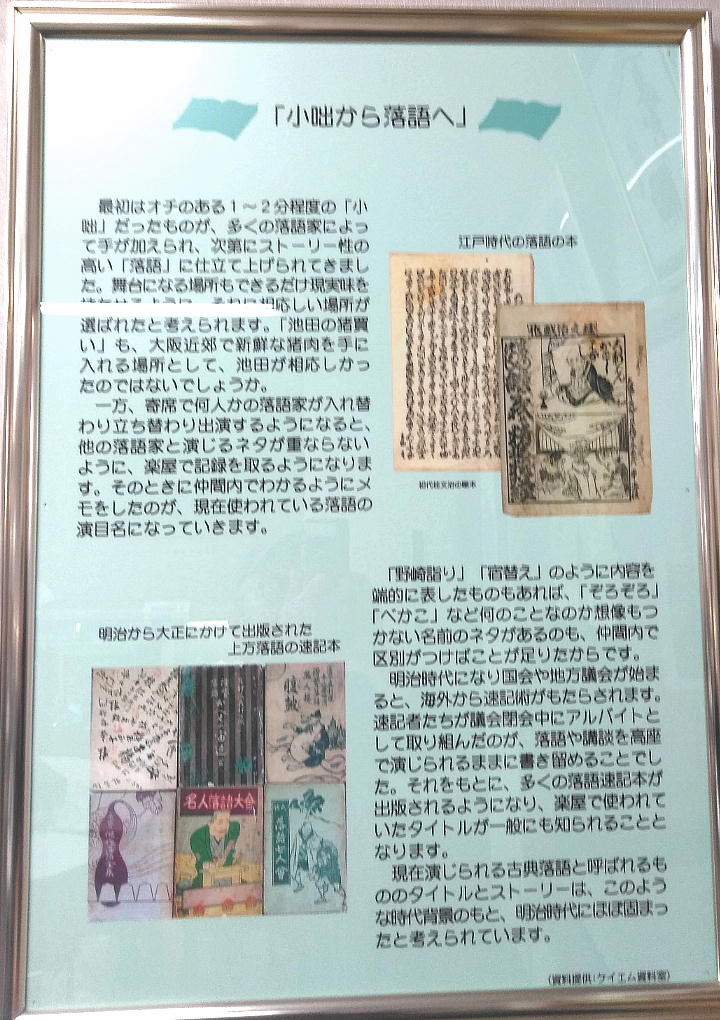 「小咄から落語へ」
最初はオチのある１～２分程度の「小
咄」だったものが、多くの落語家によっ
て手が加えられ、次第にストーリー性の
高い「落語」に仕立て上げられてきまし
た。舞台になる場所もできるだけ現実味を
持たせるように、それに相応しい場所が
選ばれたと考えられます。「池田の猪買
い」も、大阪近郊で新鮮な猪肉を手に
入れる場所として、池田が相応しかっ
たのではないでしょうか。
一方、寄席で何人かの落語家が入れ替
わり立ち替わり出演するようになると、
他の落語家と演じるネタが重ならない
ように、楽屋で記録を取るようになりま
す。そのときに仲間内でわかるようにメ
モをしたのが、現在使われている落語の
演目名になっていきます。
江戸時代の落語の本
初代桂文治の噺本
「野崎詣り」「宿替え」のように内容を
端的に表したものもあれば、「ぞろぞろ」
「べかこ」など何のことなのか想像もつ
かない名前のネタがあるのも、仲間内で
区別がつけばことが足りたからです。
明治時代になり国会や地方議会が始ま
ると、海外から速記術がもたらされます。
速記者たちが議会閉会中にアルバイトと
して取り組んだのが、落語や講談を高座
で演じられるままに書き留めることでし
た。それをもとに、多くの落語速記本が
出版されるようになり、楽屋で使われて
いたタイトルが一般にも知られることと
なります。
現在演じられる古典落語と呼ばれるも
ののタイトルとストーリーは、このよう
な時代背景のもと、明治時代にほぼ固まっ
たと考えられています。
明治から大正にかけて出版された
上方落語の速記本
名人落語大会
（資料提供：ケイエム資料室）